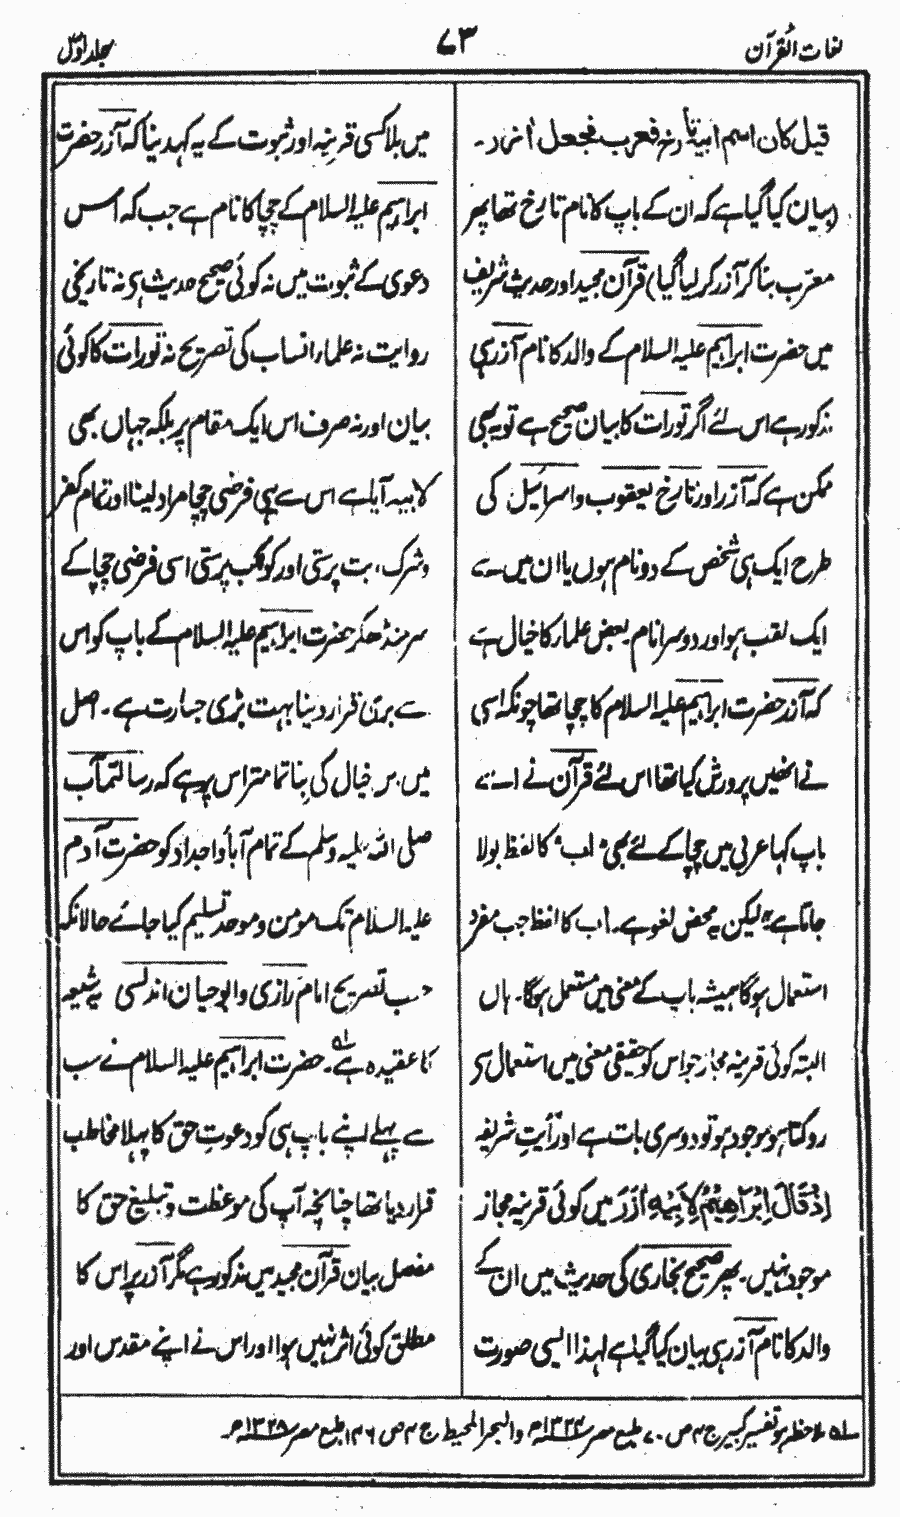 لغات القرآن
۷۳
جلد اوّل
قیل کان اسم ابیہ تارخ فعرب فجعل آزر۔
(بیان کیا گیا ہے کہ ان کے باپ کا نام تارخ تھا پھر
معرّب بنا کر آزر کر لیا گیا) قرآن مجید اور حدیث شریف
میں حضرت ابراہیم علیہ السلام کے والد کا نام آزر ہی
مذکور ہے اس لئے اگر تورات کا بیان صحیح ہے تو یہ بھی
ممکن ہے کہ آزر اور تارخ یعقوب و اسرائیل کی
طرح ایک ہی شخص کے دو نام ہوں یا ان میں سے
ایک لقب ہو اور دوسرا نام بعض علماء کا خیال ہے
کہ آزر حضرت ابراہیم علیہ السلام کا چچا تھا چونکہ اسی
نے انھیں پرورش کیا تھا اس لئے قرآن نے اسے
باپ کہا عربی میں چچا کے لئے بھی "اب" کا لفظ بولا
جاتا ہے" لیکن یہ محض لغو ہے۔ اب کا لفظ جب مفرد
استعمال ہوگا ہمیشہ باپ کے معنی میں مستعمل ہوگا۔ ہاں
البتہ کوئی قرینہ مجاز جو اس کو حقیقی معنی میں استعمال سے
روکتا ہو موجود ہو تو دوسری بات ہے اور آیتِ شریفہ
اِذْ قَالَ اِبْرَاهِيْمُ لِاَبِيْهِ اٰزَرَ میں کوئی قرینہ مجاز
موجود نہیں۔ پھر صحیح بخاری کی حدیث میں ان کے
والد کا نام آزر ہی بیان کیا گیا ہے لہذا ایسی صورت
میں بلا کسی قرینہ اور ثبوت کے یہ کہدینا کہ آزر حضرت
ابراہیم علیہ السلام کے چچا کا نام ہے جب کہ اس
دعوی کے ثبوت میں نہ کوئی صحیح حدیث ہی نہ تاریخی
روایت نہ علماء انساب کی تصریح نہ تورات کا کوئی
بیان اور نہ صرف اس ایک مقام پر بلکہ جہاں بھی
لابیہ آیا ہے اس سے یہی فرضی چچا مراد لینا اور تمام کفر
و شرک، بت پرستی اور کوکب پرستی اسی فرضی چچا کے
سر منڈھکر حضرت ابراہیم علیہ السلام کے باپ کو اس
سے بری قرار دینا بہت بڑی جسارت ہے۔ اصل
میں اس خیال کی بنا تمامتر اس پر ہے کہ رسالتمآب
صلی اللہ علیہ وسلم کے تمام آباؤ اجداد کو حضرت آدم
علیہ السلام تک مومن و موحد تسلیم کیا جائے حالانکہ
حسب تصریح امام رازی و ابوحیان اندلسی یہ شیعہ
کا عقیدہ ہے۔ لہ حضرت ابراہیم علیہ السلام نے سب
سے پہلے اپنے باپ ہی کو دعوتِ حق کا پہلا مخاطب
قرار دیا تھا چنانچہ آپ کی موعظت و تبلیغ حق کا
مفصل بیان قرآن مجید میں مذکور ہے مگر آزر پر اس کا
مطلق کوئی اثر نہیں ہوا اور اس نے اپنے مقدس اور
لہ ملاحظہ ہو تفسیر کبیر ج ۴ ص ۷۰ طبع مصر ۱۳۲۴ھ و البحر المحیط ج ۴ ص ۱۴۶ طبع مصر ۱۳۲۸ھ